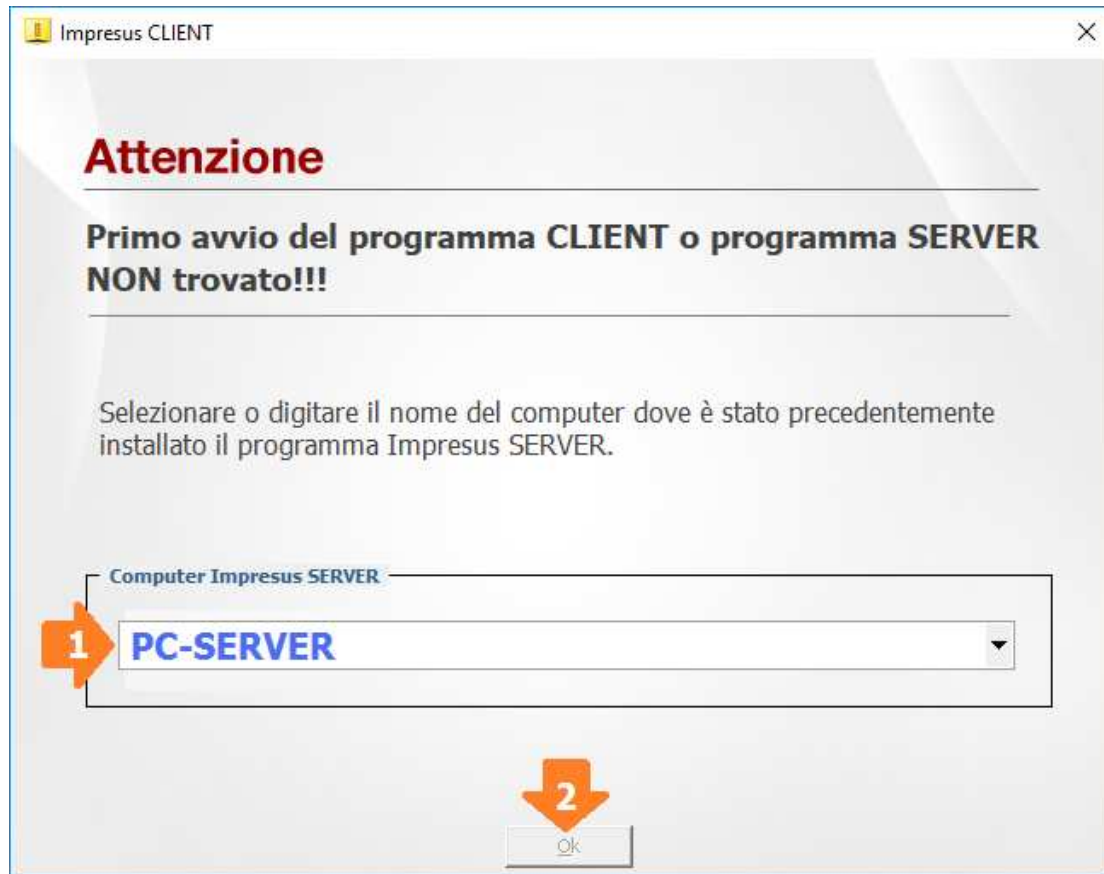 Impresus CLIENT
Attenzione
Primo avvio del programma CLIENT o programma SERVER
NON trovato!!!
Selezionare o digitare il nome del computer dove è stato precedentemente
installato il programma Impresus SERVER.
Computer Impresus SERVER
1
PC-SERVER
2
Ok